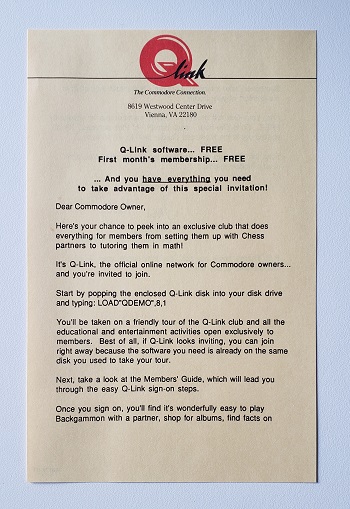 Q-link
The Commodore Connection.
8619 Westwood Center Drive
Vienna, VA 22180
Q-Link software... FREE
First month's membership... FREE
... And you have everything you need
to take advantage of this special invitation!
Dear Commodore Owner,
Here's your chance to peek into an exclusive club that does
everything for members from setting them up with Chess
partners to tutoring them in math!
It's Q-Link, the official online network for Commodore owners...
and you're invited to join.
Start by popping the enclosed Q-Link disk into your disk drive
and typing: LOAD"QDEMO",8,1
You'll be taken on a friendly tour of the Q-Link club and all the
educational and entertainment activities open exclusively to
members.  Best of all, if Q-Link looks inviting, you can join
right away because the software you need is already on the same
disk you used to take your tour.
Next, take a look at the Members' Guide, which will lead you
through the easy Q-Link sign-on steps.
Once you sign on, you'll find it's wonderfully easy to play
Backgammon with a partner, shop for albums, find facts on